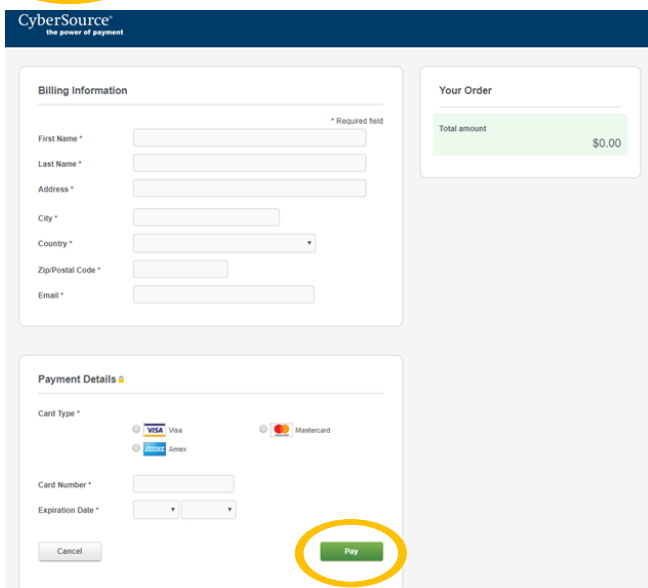 CyberSource®
the power of payment
Billing Information
* Required field
First Name *
Last Name *
Address *
City *
Country *
Zip/Postal Code *
Email *
Your Order
Total amount
$0.00
Payment Details
Card Type *
VISA Visa
Mastercard
Amex
Card Number *
Expiration Date *
Cancel
Pay